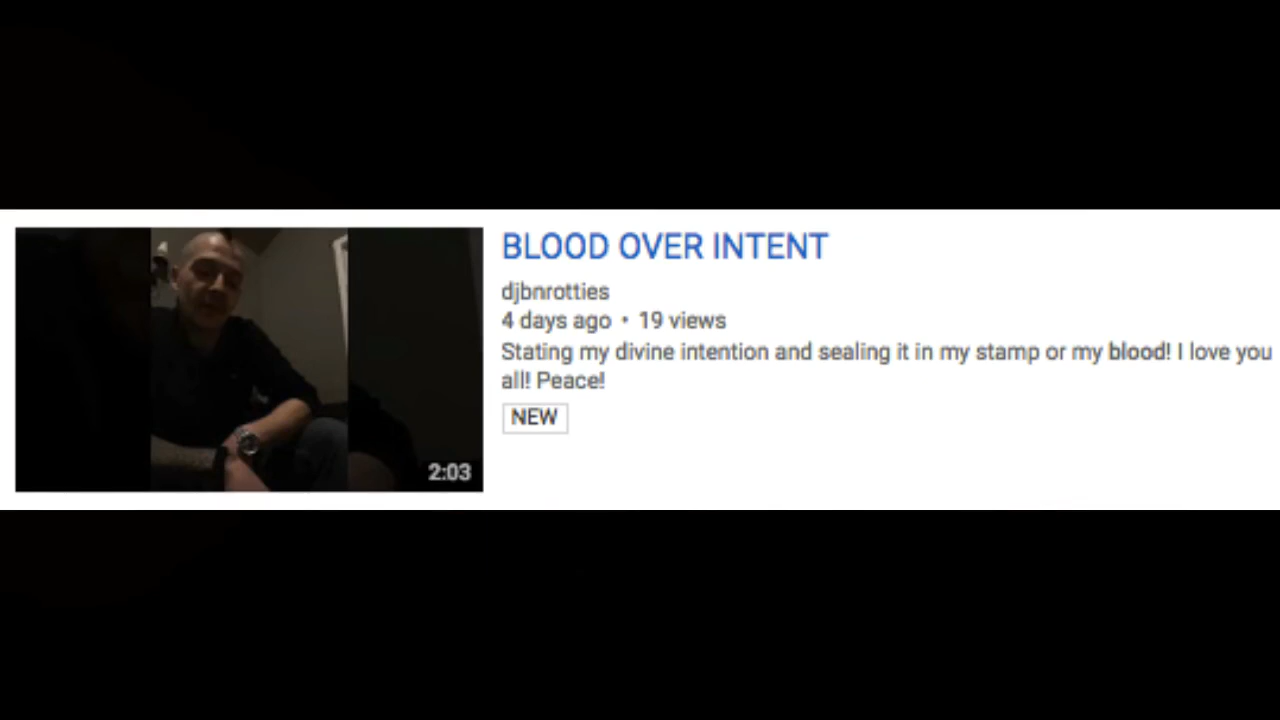 BLOOD OVER INTENT
djbnrotties
4 days ago • 19 views
Stating my divine intention and sealing it in my stamp or my blood! I love you
all! Peace!
NEW
2:03